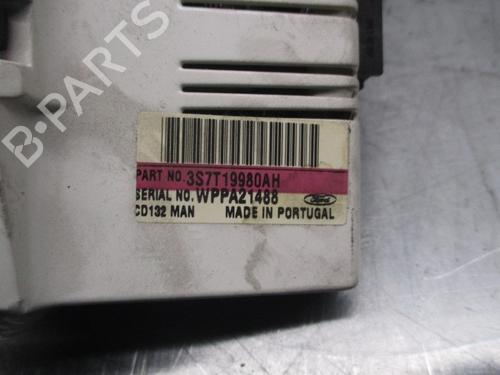 B-PARTS
PART NO. 3S7T19980AH
SERIAL NO. WPPA21488
CD132 MAN MADE IN PORTUGAL
Ford